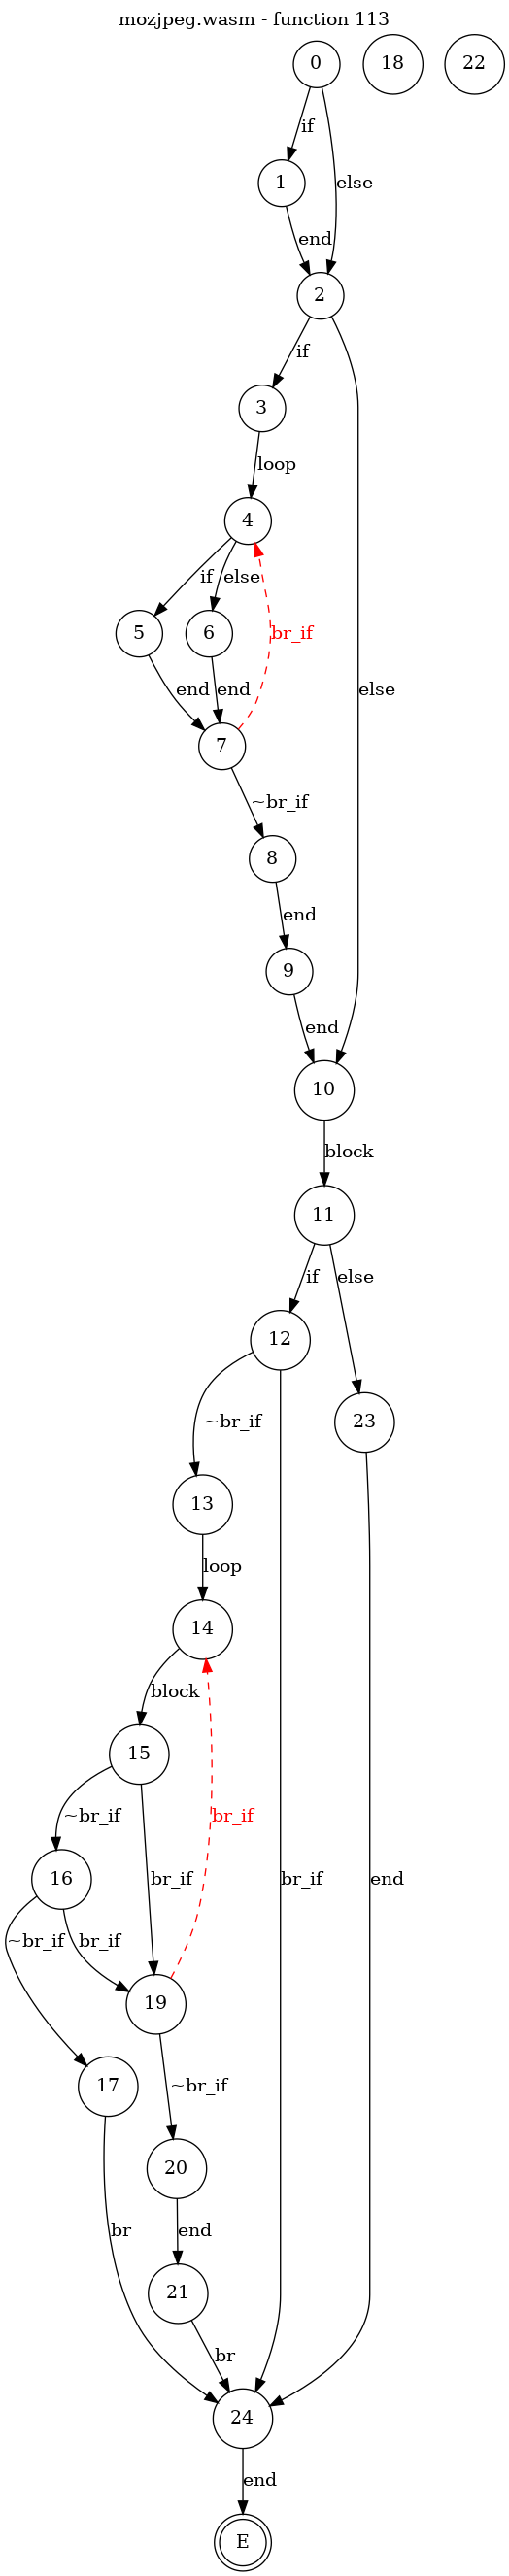 mozjpeg.wasm - function 113
0
18
22
if
1
else
end
2
if
3
loop
4
if
else
br_if
5
6
end
end
else
7
~br_if
8
end
9
end
10
block
11
if
else
12
23
~br_if
13
loop
14
block
15
~br_if
br_if
16
br_if
br_if
end
~br_if
br_if
19
17
~br_if
20
br
end
21
br
24
end
E